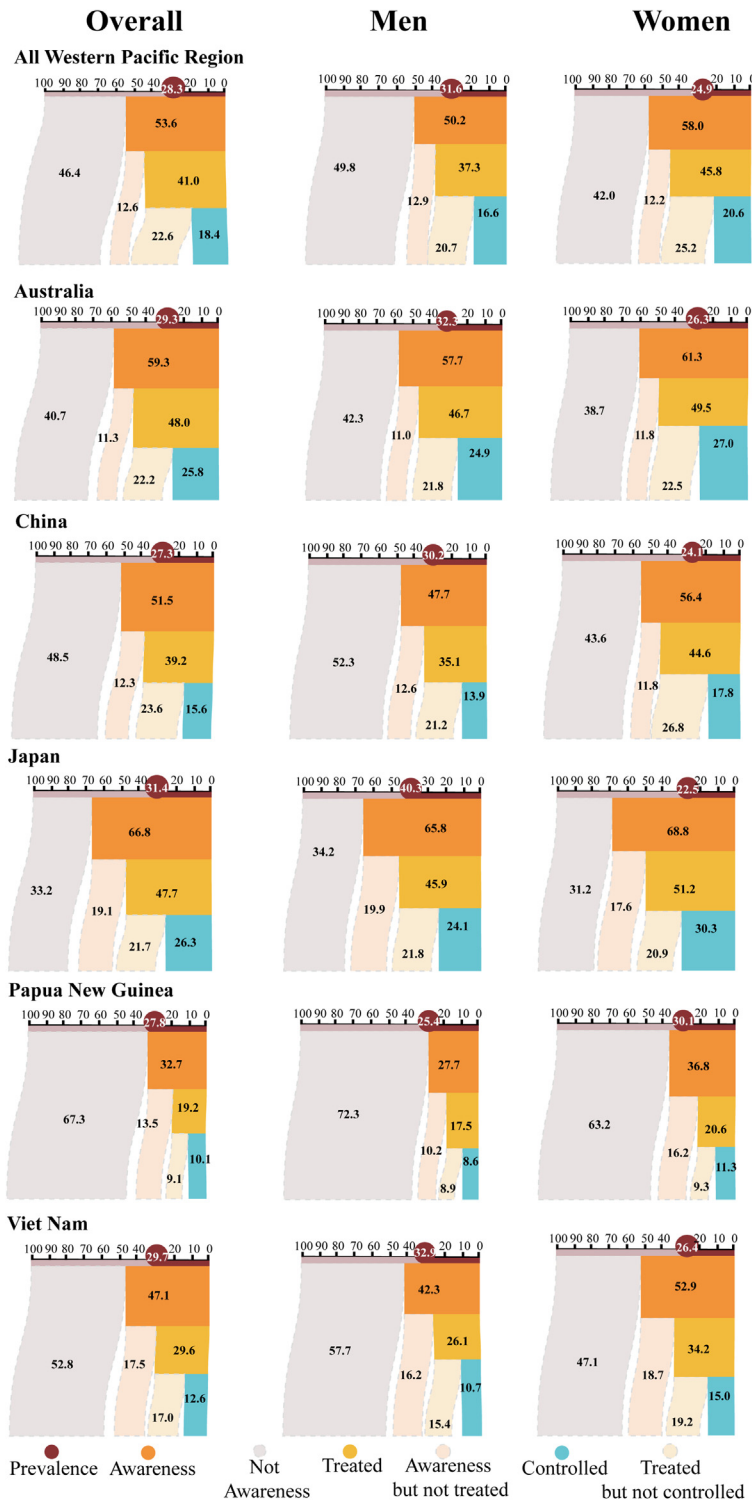 Overall Men Women
All Western Pacific Region
100 90 80 70 60 50 40 20 10 0 100 90 80 70 60 50 40 20 10 0 100 90 80 70 60 50 40 20 10 0
28.3 31.6 24.9
53.6 50.2 58.0
46.4 49.8 42.0
41.0 37.3 45.8
12.6 12.9 12.2
22.6 18.4 20.7 16.6 25.2 20.6
Australia
100 90 80 70 60 50 40 20 10 0 100 90 80 70 60 50 40 20 10 0 100 90 80 70 60 50 40 20 10 0
29.3 32.3 26.3
59.3 57.7 61.3
40.7 42.3 38.7
48.0 46.7 49.5
11.3 11.0 11.8
22.2 25.8 21.8 24.9 22.5 27.0
China
100 90 80 70 60 50 40 20 10 0 100 90 80 70 60 50 40 20 10 0 100 90 80 70 60 50 40 20 10 0
27.3 30.2 24.1
51.5 47.7 56.4
48.5 52.3 43.6
39.2 35.1 44.6
12.3 12.6 11.8
23.6 15.6 21.2 13.9 26.8 17.8
Japan
100 90 80 70 60 50 40 20 10 0 100 90 80 70 60 50 30 20 10 0 100 90 80 70 60 50 40 20 10 0
31.4 40.3 22.5
66.8 65.8 68.8
33.2 34.2 31.2
47.7 45.9 51.2
19.1 19.9 17.6
21.7 26.3 21.8 24.1 20.9 30.3
Papua New Guinea
100 90 80 70 60 50 40 20 10 0 100 90 80 70 60 50 40 20 10 0 100 90 80 70 60 50 40 20 10 0
27.8 25.4 30.1
32.7 27.7 36.8
67.3 72.3 63.2
19.2 17.5 20.6
13.5 10.2 16.2
9.1 10.1 8.9 8.6 9.3 11.3
Viet Nam
100 90 80 70 60 50 40 20 10 0 100 90 80 70 60 50 40 20 10 0 100 90 80 70 60 50 40 20 10 0
29.7 32.9 26.4
47.1 42.3 52.9
52.8 57.7 47.1
29.6 26.1 34.2
17.5 16.2 18.7
17.0 12.6 15.4 10.7 19.2 15.0
Prevalence Awareness Not Awareness Treated Awareness but not treated Controlled Treated but not controlled